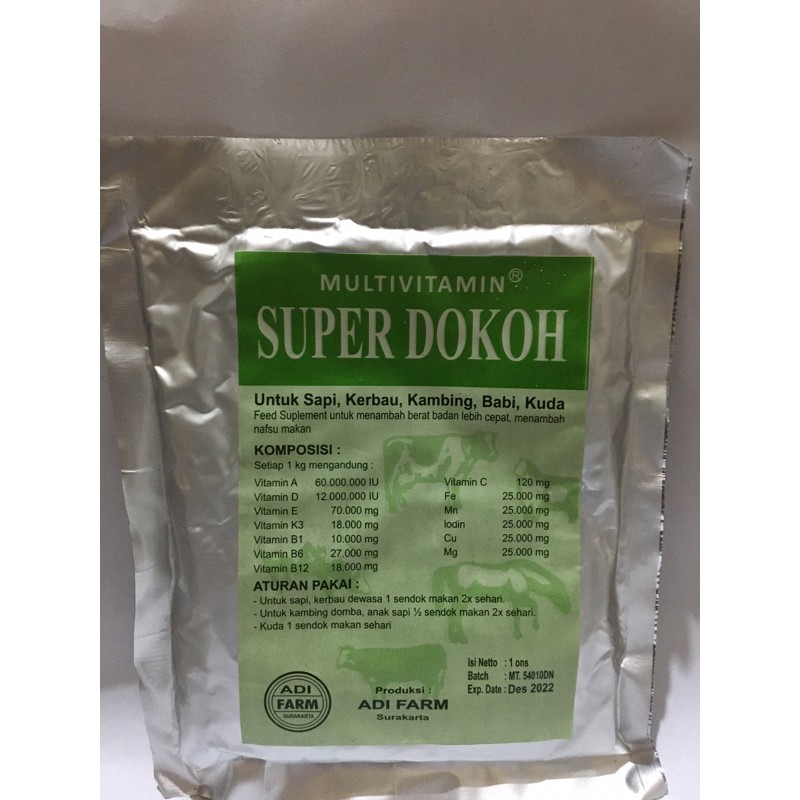 MULTIVITAMIN®
SUPER DOKOH
Untuk Sapi, Kerbau, Kambing, Babi, Kuda
Feed Suplement untuk menambah berat badan lebih cepat, menambah
nafsu makan
KOMPOSISI :
Setiap 1 kg mengandung :
Vitamin A 60.000.000 IU
Vitamin D 12.000.000 IU
Vitamin E 70.000 mg
Vitamin K3 18.000 mg
Vitamin B1 10.000 mg
Vitamin B6 27.000 mg
Vitamin B12 18.000 mg
Vitamin C 120 mg
Fe 25.000 mg
Mn 25.000 mg
Iodin 25.000 mg
Cu 25.000 mg
Mg 25.000 mg
ATURAN PAKAI :
- Untuk sapi, kerbau dewasa 1 sendok makan 2x sehari.
- Untuk kambing domba, anak sapi ½ sendok makan 2x sehari.
- Kuda 1 sendok makan sehari
ADI
FARM
SURAKARTA
Produksi :
ADI FARM
Surakarta
Isi Netto : 1 ons
Batch : MT. 54010DN
Exp. Date : Des 2022